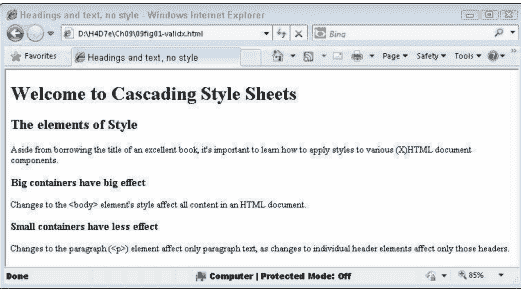 Headings and text, no style - Windows Internet Explorer
D:\H4D7e\Ch09\09fig01-validx.html
Bing
Favorites
Headings and text, no style
Page
Safety
Tools
Welcome to Cascading Style Sheets
The elements of Style
Aside from borrowing the title of an excellent book, it's important to learn how to apply styles to various (X)HTML document
components.
Big containers have big effect
Changes to the <body> element's style affect all content in an HTML document.
Small containers have less effect
Changes to the paragraph (<p>) element affect only paragraph text, as changes to individual header elements affect only those headers.
Done
Computer | Protected Mode: Off
85%